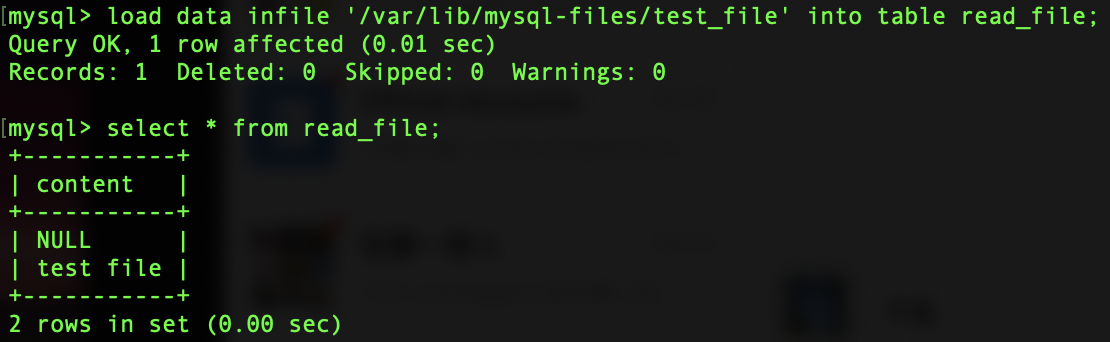 [mysql> load data infile '/var/lib/mysql-files/test_file' into table read_file;
Query OK, 1 row affected (0.01 sec)
Records: 1  Deleted: 0  Skipped: 0  Warnings: 0
[mysql> select * from read_file;
+-----------+
| content   |
+-----------+
| NULL      |
| test file |
+-----------+
2 rows in set (0.00 sec)